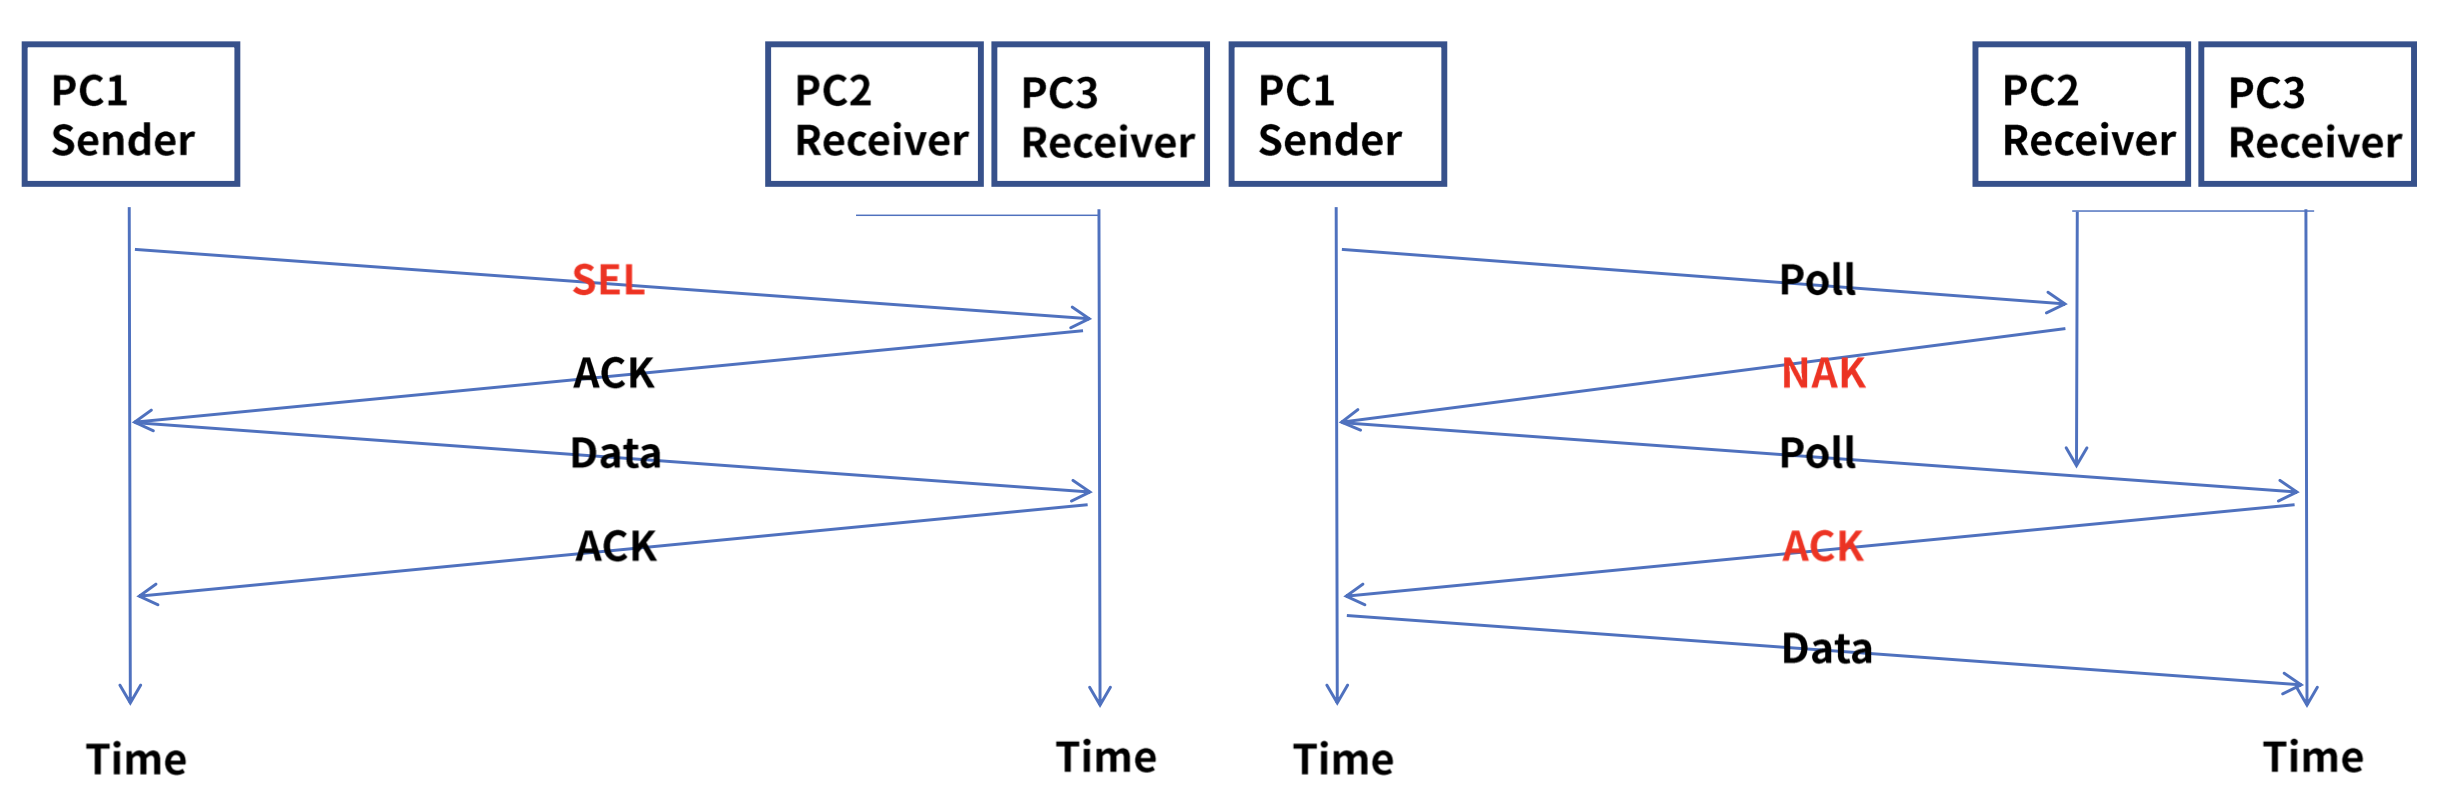 PC1
Sender
PC2
Receiver
PC3
Receiver
SEL
ACK
Data
ACK
Time
Time
PC1
Sender
PC2
Receiver
PC3
Receiver
Poll
NAK
Poll
ACK
Data
Time
Time